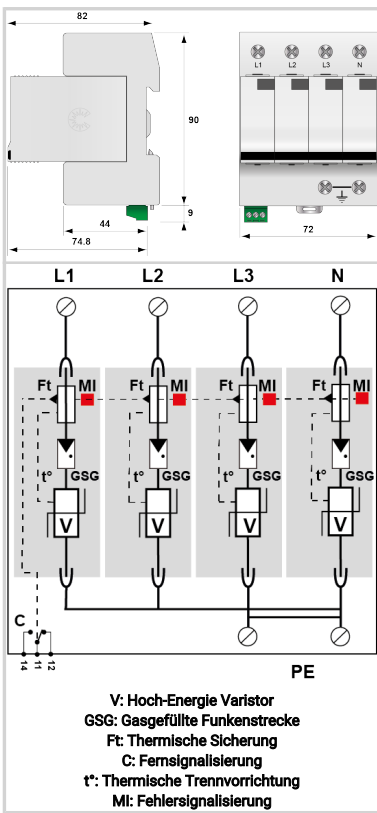 82
L1 L2 L3 N
90
9
44
74.8
72
L1 L2 L3 N
Ft MI Ft MI Ft MI Ft MI
t° GSG t° GSG t° GSG t° GSG
V V V V
C
14 11 12
PE
V: Hoch-Energie Varistor
GSG: Gasgefüllte Funkenstrecke
Ft: Thermische Sicherung
C: Fernsignalisierung
t°: Thermische Trennvorrichtung
MI: Fehlersignalisierung